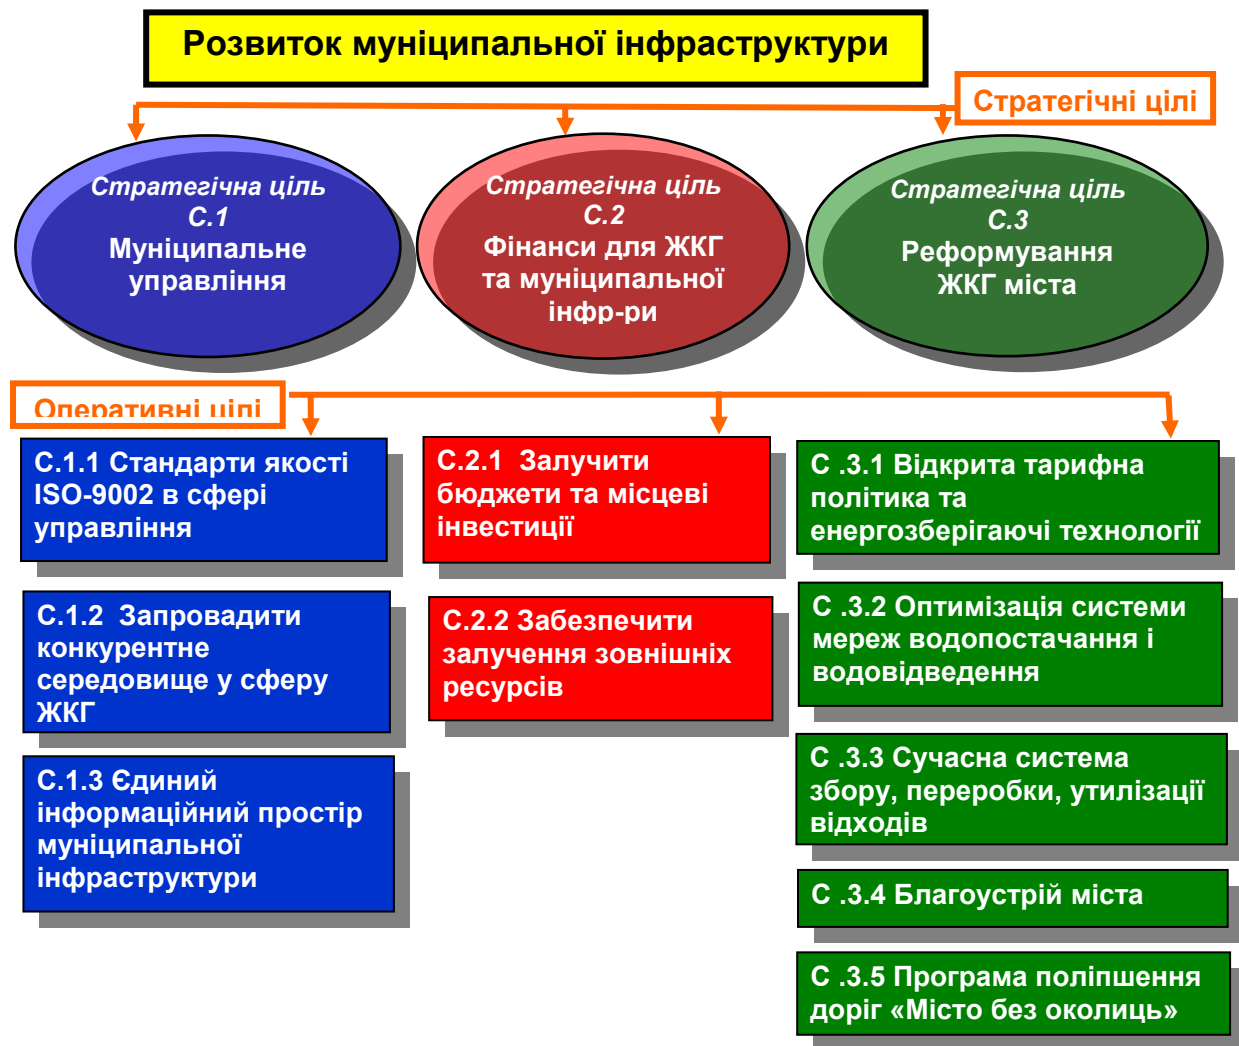 Розвиток муніципальної інфраструктури
Стратегічні цілі
Стратегічна ціль
С.1
Муніципальне
управління
Стратегічна ціль
С.2
Фінанси для ЖКГ
та муніципальної
інфр-ри
Стратегічна ціль
С.3
Реформування
ЖКГ міста
Оперативні цілі
С.1.1 Стандарти якості
ISO-9002 в сфері
управління
С.1.2 Запровадити
конкурентне
середовище у сферу
ЖКГ
С.1.3 Єдиний
інформаційний простір
муніципальної
інфраструктури
С.2.1 Залучити
бюджети та місцеві
інвестиції
С.2.2 Забезпечити
залучення зовнішніх
ресурсів
С .3.1 Відкрита тарифна
політика та
енергозберігаючі технології
С .3.2 Оптимізація системи
мереж водопостачання і
водовідведення
С .3.3 Сучасна система
збору, переробки, утилізації
відходів
С .3.4 Благоустрій міста
С .3.5 Програма поліпшення
доріг «Місто без околиць»